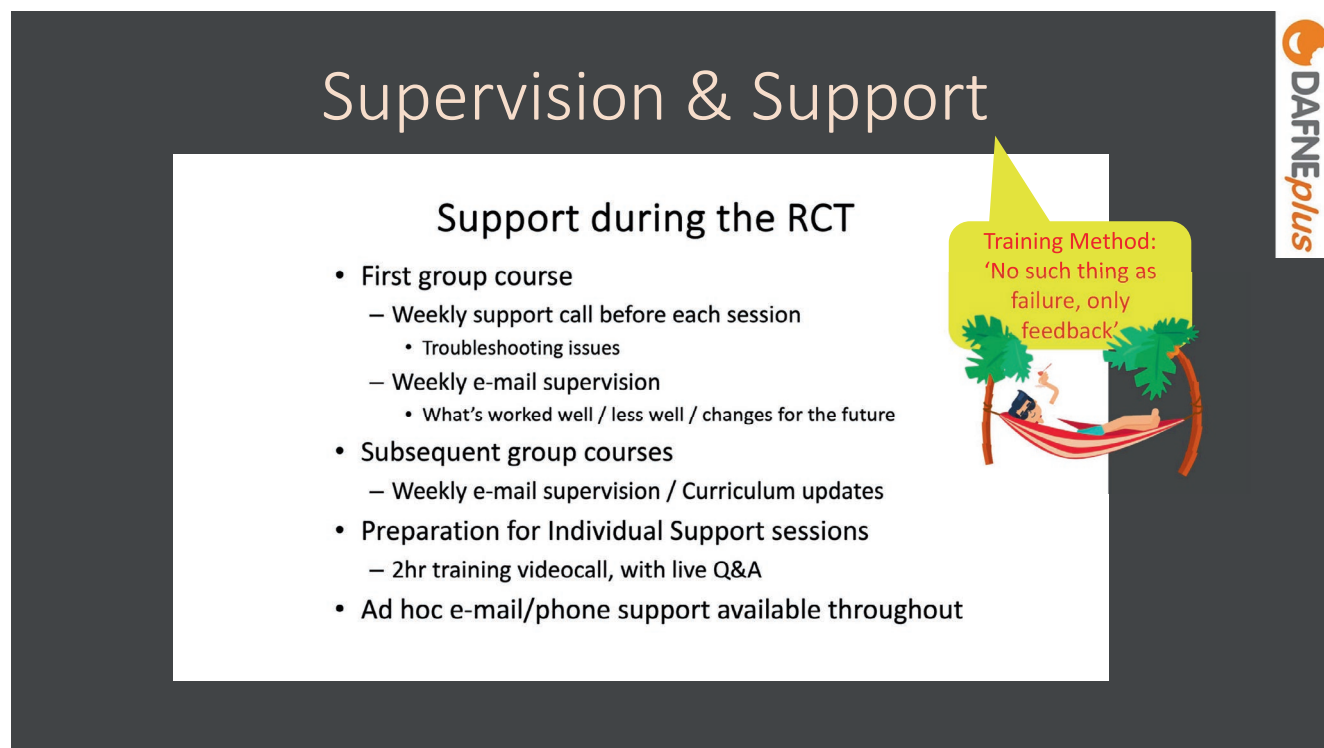 Supervision & Support
DAFNEplus
Support during the RCT
• First group course
– Weekly support call before each session
• Troubleshooting issues
– Weekly e-mail supervision
• What's worked well / less well / changes for the future
• Subsequent group courses
– Weekly e-mail supervision / Curriculum updates
• Preparation for Individual Support sessions
– 2hr training videocall, with live Q&A
• Ad hoc e-mail/phone support available throughout
Training Method:
‘No such thing as
failure, only
feedback’